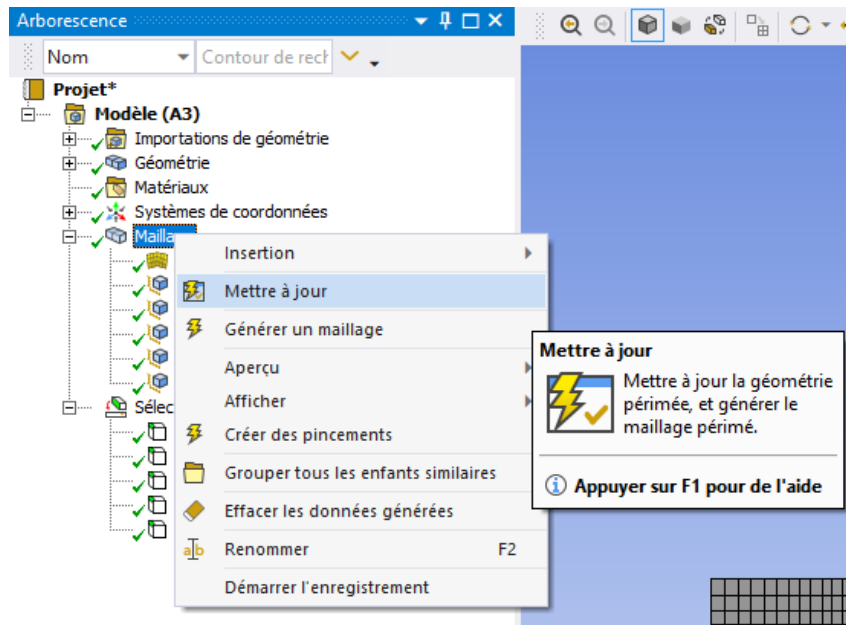 Arborescence
Nom
Contour de rech
Projet*
Modèle (A3)
Importations de géométrie
Géométrie
Matériaux
Systèmes de coordonnées
Sélec
Insertion
Mettre à jour
Générer un maillage
Aperçu
Afficher
Créer des pincements
Grouper tous les enfants similaires
Effacer les données générées
Renommer F2
Démarrer l'enregistrement
Mettre à jour
Mettre à jour la géométrie
périmée, et générer le
maillage périmé.
Appuyer sur F1 pour de l'aide